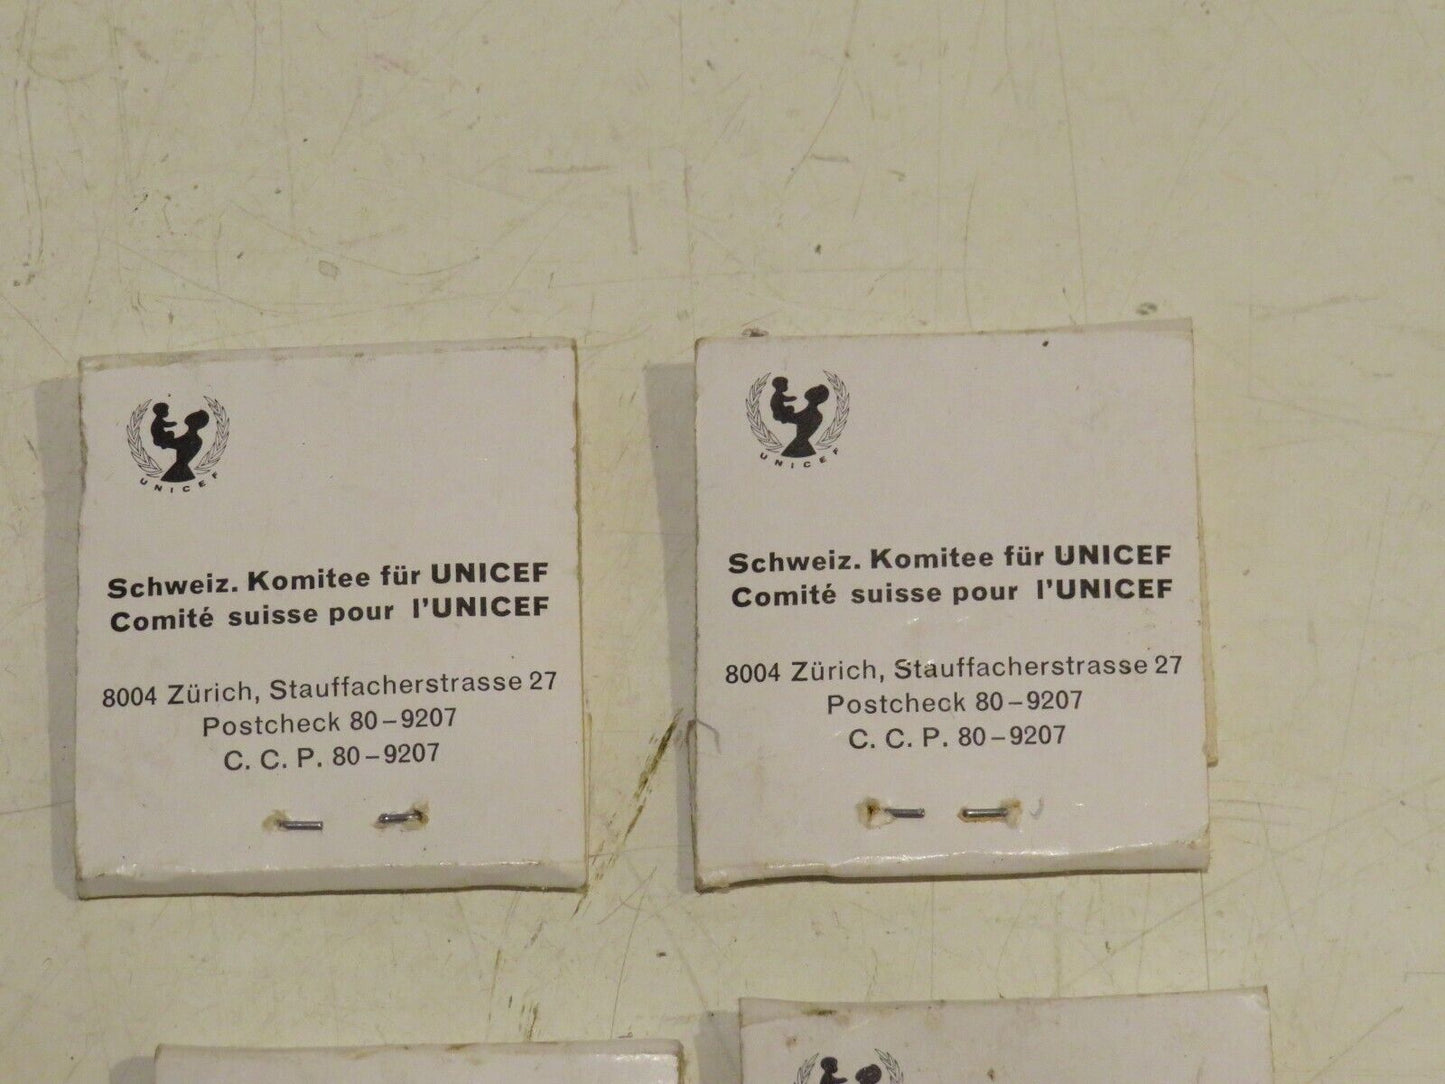 UNICEF
Schweiz. Komitee für UNICEF
Comité suisse pour l'UNICEF
8004 Zürich, Stauffacherstrasse 27
Postcheck 80–9207
C. C. P. 80–9207
UNICEF
Schweiz. Komitee für UNICEF
Comité suisse pour l'UNICEF
8004 Zürich, Stauffacherstrasse 27
Postcheck 80–9207
C. C. P. 80–9207